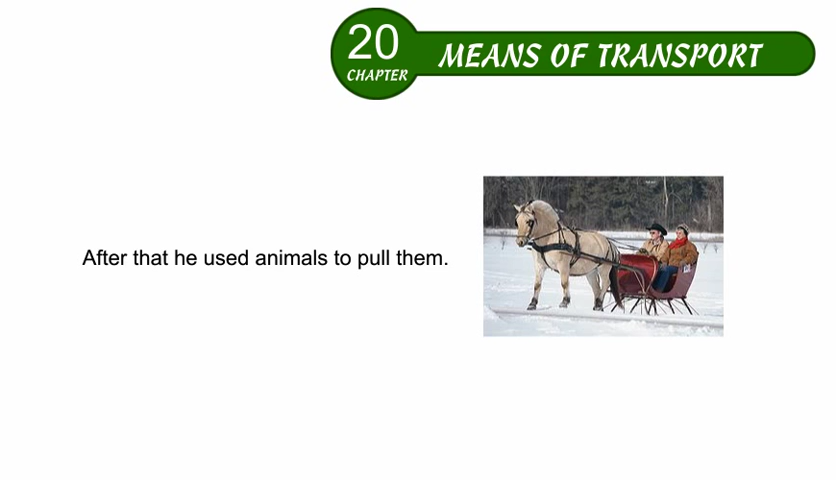 20
CHAPTER
MEANS OF TRANSPORT
After that he used animals to pull them.